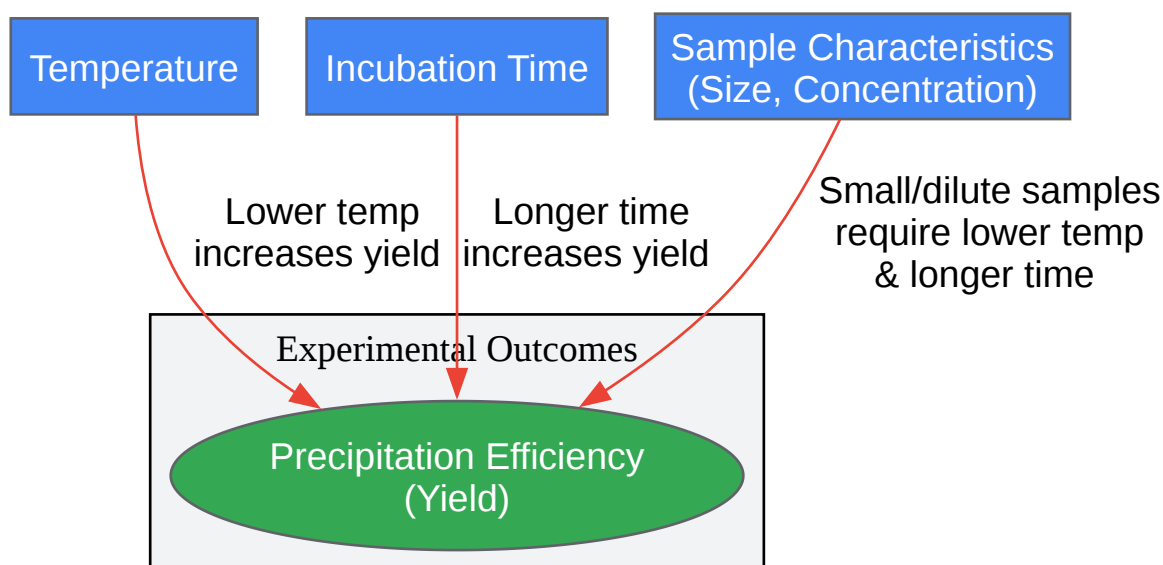 Temperature
Incubation Time
Sample Characteristics
(Size, Concentration)
Lower temp
increases yield
Longer time
increases yield
Small/dilute samples
require lower temp
& longer time
Experimental Outcomes
Precipitation Efficiency
(Yield)